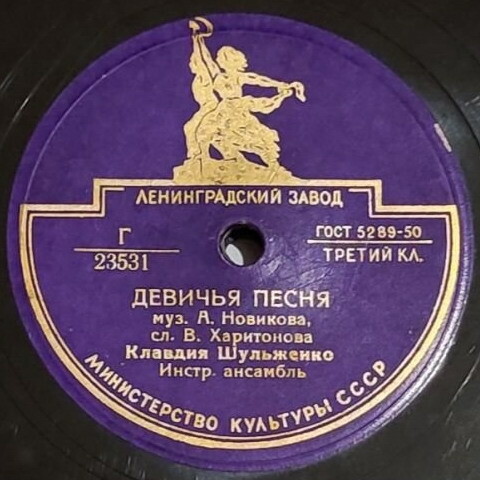 ЛЕНИНГРАДСКИЙ ЗАВОД
Г
23531
ГОСТ 5289-50
ТРЕТИЙ КЛ.
ДЕВИЧЬЯ ПЕСНЯ
муз. А. Новикова,
сл. В. Харитонова
Клавдия Шульженко
Инстр. ансамбль
МИНИСТЕРСТВО КУЛЬТУРЫ СССР